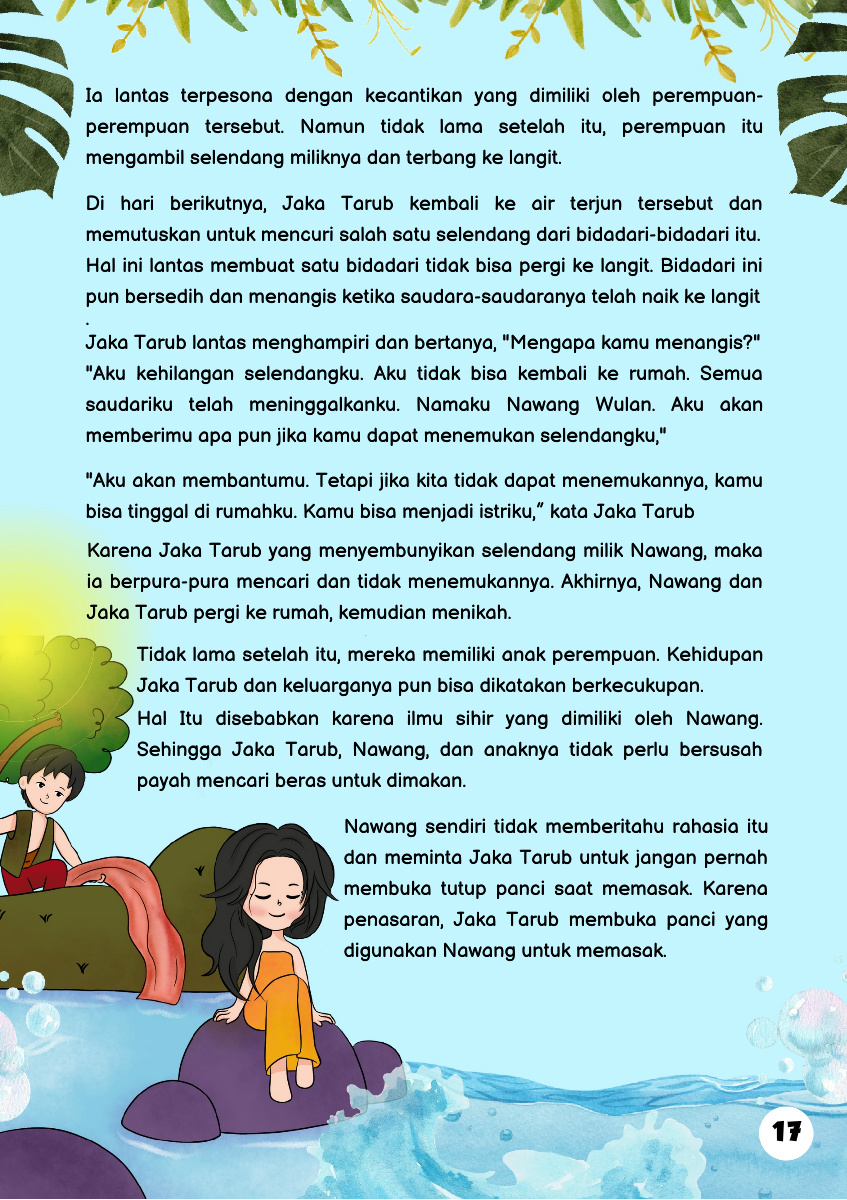 Ia lantas terpesona dengan kecantikan yang dimiliki oleh perempuan-
perempuan tersebut. Namun tidak lama setelah itu, perempuan itu
mengambil selendang miliknya dan terbang ke langit.
Di hari berikutnya, Jaka Tarub kembali ke air terjun tersebut dan
memutuskan untuk mencuri salah satu selendang dari bidadari-bidadari itu.
Hal ini lantas membuat satu bidadari tidak bisa pergi ke langit. Bidadari ini
pun bersedih dan menangis ketika saudara-saudaranya telah naik ke langit
.
Jaka Tarub lantas menghampiri dan bertanya, "Mengapa kamu menangis?"
"Aku kehilangan selendangku. Aku tidak bisa kembali ke rumah. Semua
saudariku telah meninggalkanku. Namaku Nawang Wulan. Aku akan
memberimu apa pun jika kamu dapat menemukan selendangku,"
"Aku akan membantumu. Tetapi jika kita tidak dapat menemukannya, kamu
bisa tinggal di rumahku. Kamu bisa menjadi istriku,” kata Jaka Tarub
Karena Jaka Tarub yang menyembunyikan selendang milik Nawang, maka
ia berpura-pura mencari dan tidak menemukannya. Akhirnya, Nawang dan
Jaka Tarub pergi ke rumah, kemudian menikah.
Tidak lama setelah itu, mereka memiliki anak perempuan. Kehidupan
Jaka Tarub dan keluarganya pun bisa dikatakan berkecukupan.
Hal Itu disebabkan karena ilmu sihir yang dimiliki oleh Nawang.
Sehingga Jaka Tarub, Nawang, dan anaknya tidak perlu bersusah
payah mencari beras untuk dimakan.
Nawang sendiri tidak memberitahu rahasia itu
dan meminta Jaka Tarub untuk jangan pernah
membuka tutup panci saat memasak. Karena
penasaran, Jaka Tarub membuka panci yang
digunakan Nawang untuk memasak.
17